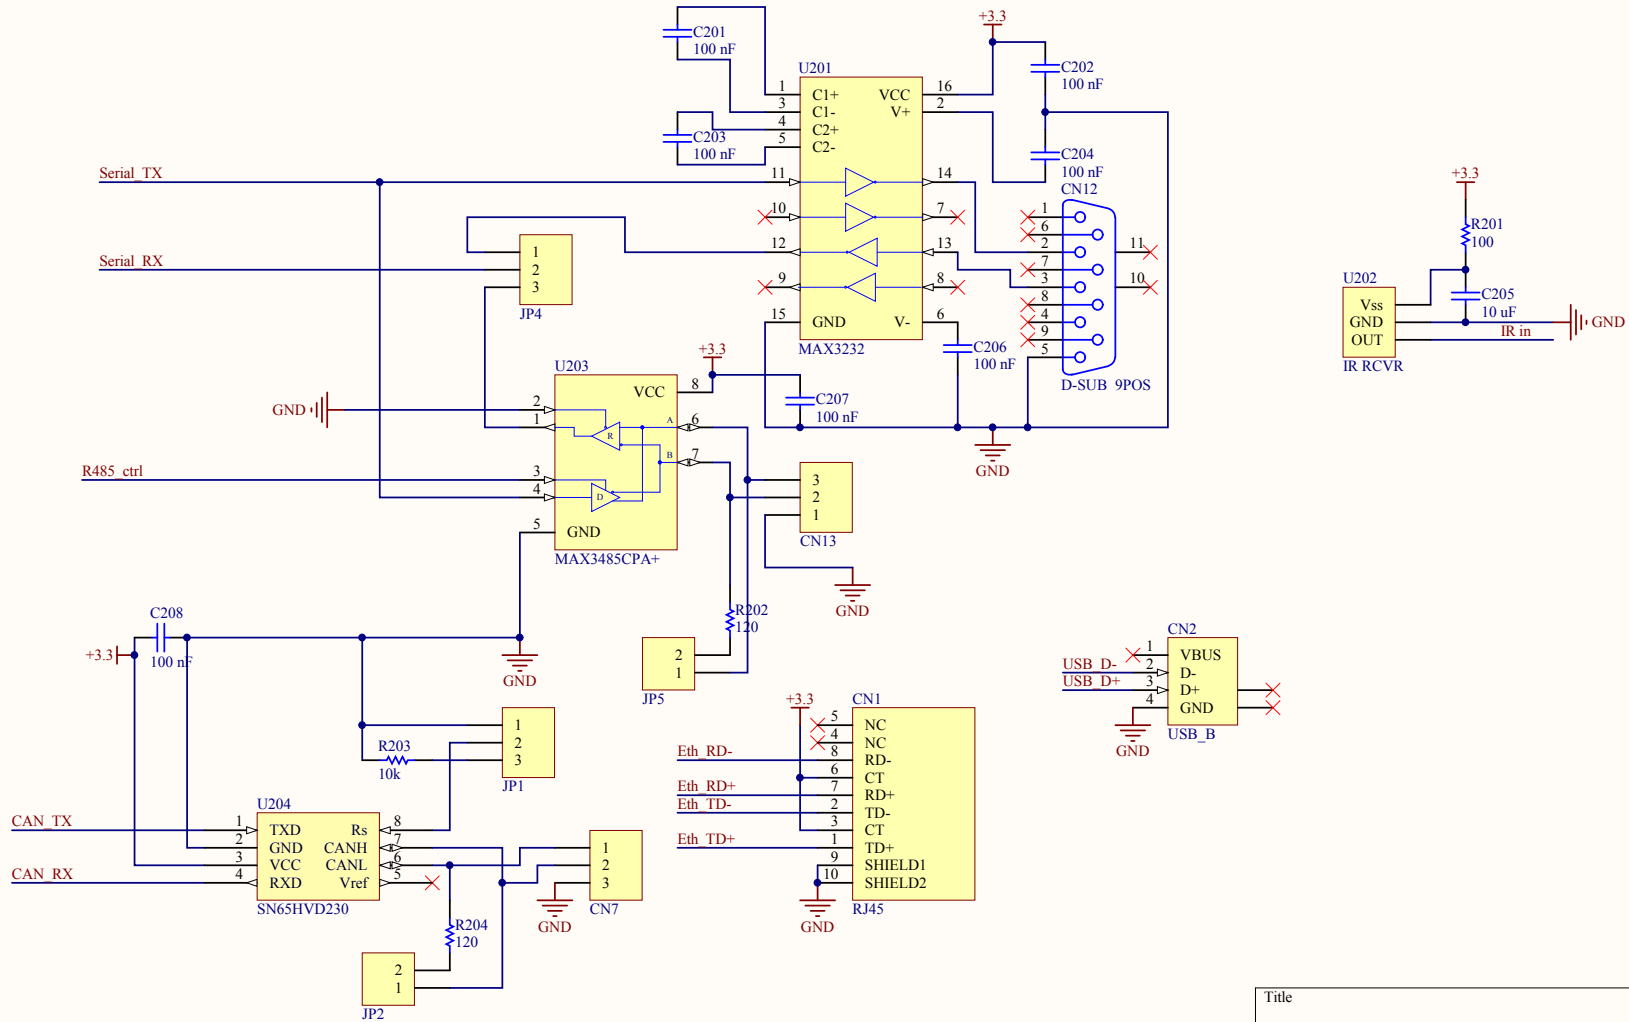 C201
100 nF
C203
100 nF
U201
1 C1+ VCC 16
3 C1- V+ 2
4 C2+
5 C2-
11 14
10 7
12 13
9 8
15 GND V- 6
MAX3232
+3.3
C202
100 nF
C204
100 nF
CN12
1
6
2
7
3
8
4
9
5
11
10
D-SUB 9POS
C206
100 nF
GND
Serial_TX
Serial_RX
1
2
3
JP4
+3.3
R201
100
U202
Vss
GND
OUT
IR RCVR
C205
10 uF
GND
IR in
U203
VCC 8
2
1
A 6
R
B 7
3
4
D
5 GND
MAX3485CPA+
GND
R485_ctrl
+3.3
C207
100 nF
3
2
1
CN13
GND
R202
120
2
1
JP5
C208
100 nF
+3.3
GND
1
2
3
JP1
R203
10k
U204
1 TXD Rs 8
2 GND CANH 7
3 VCC CANL 6
4 RXD Vref 5
SN65HVD230
CAN_TX
CAN_RX
1
2
3
CN7
GND
R204
120
2
1
JP2
+3.3
CN1
5 NC
4 NC
8 RD-
6 CT
7 RD+
2 TD-
3 CT
1 TD+
9 SHIELD1
10 SHIELD2
RJ45
Eth_RD-
Eth_RD+
Eth_TD-
Eth_TD+
GND
CN2
1 VBUS
2 D-
3 D+
4 GND
USB_B
USB_D-
USB_D+
GND
Title